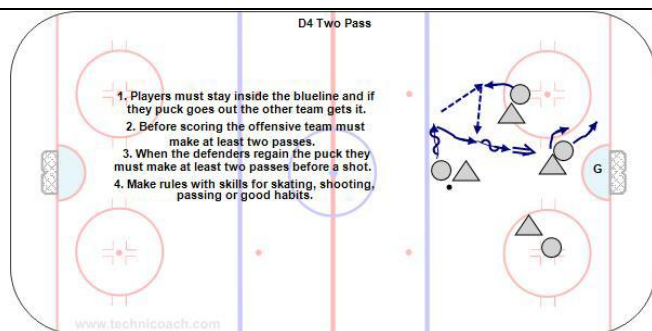 D4 Two Pass
1. Players must stay inside the blueline and if
they puck goes out the other team gets it.
2. Before scoring the offensive team must
make at least two passes.
3. When the defenders regain the puck they
must make at least two passes before a shot.
4. Make rules with skills for skating, shooting,
passing or good habits.
G
www.technicoach.com